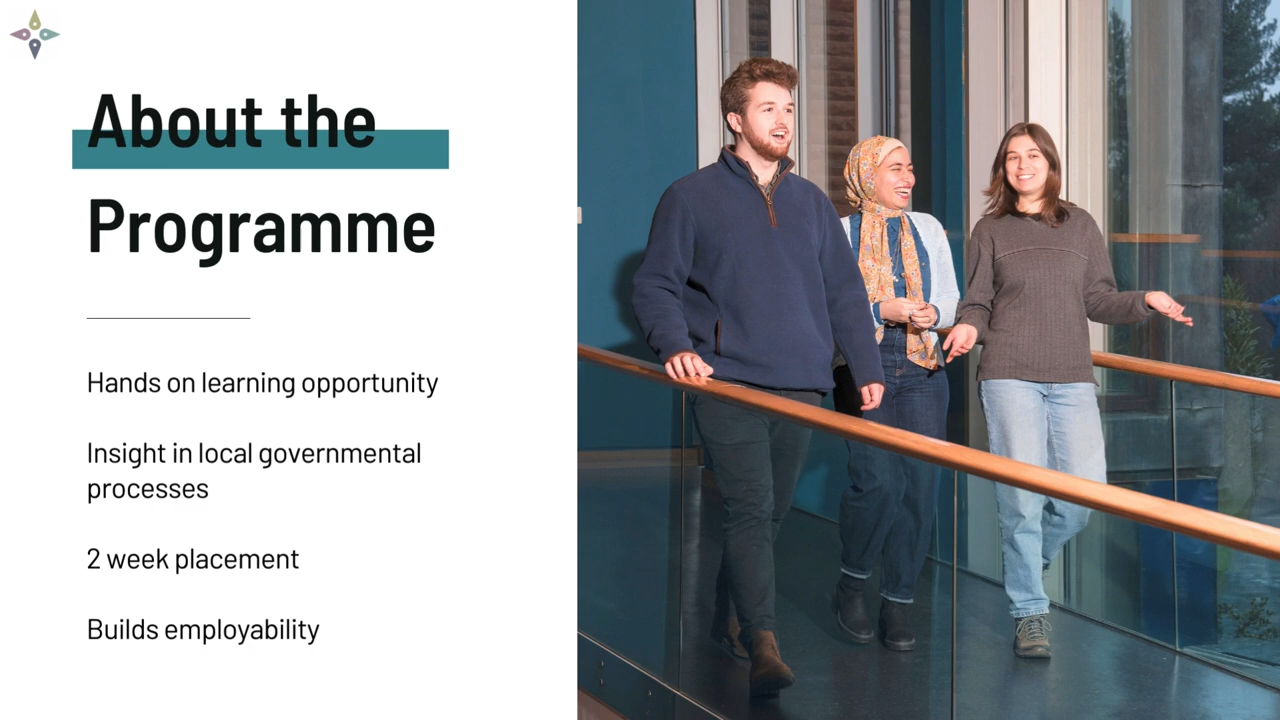 About the
Programme
Hands on learning opportunity
Insight in local governmental
processes
2 week placement
Builds employability